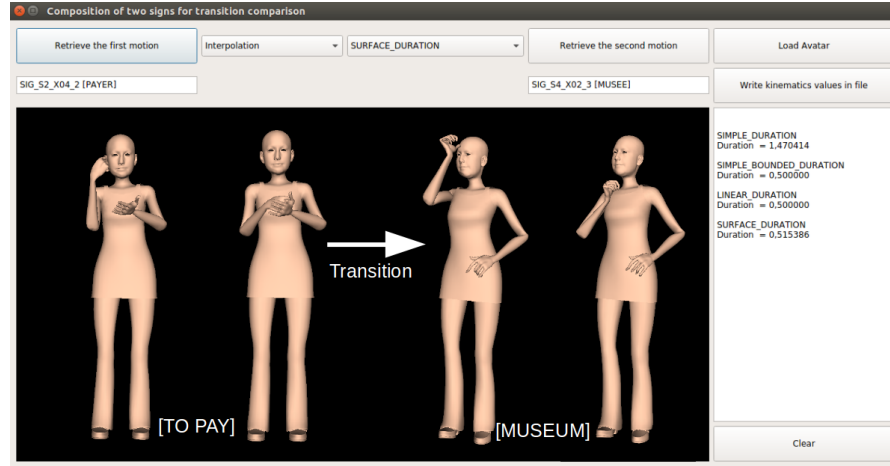 Composition of two signs for transition comparison
Retrieve the first motion
Interpolation
SURFACE_DURATION
Retrieve the second motion
Load Avatar
SIG_S2_X04_2 [PAYER]
SIG_S4_X02_3 [MUSEE]
Write kinematics values in file
SIMPLE_DURATION
Duration = 1,470414
SIMPLE_BOUNDED_DURATION
Duration = 0,500000
LINEAR_DURATION
Duration = 0,500000
SURFACE_DURATION
Duration = 0,515386
Transition
[TO PAY]
[MUSEUM]
Clear